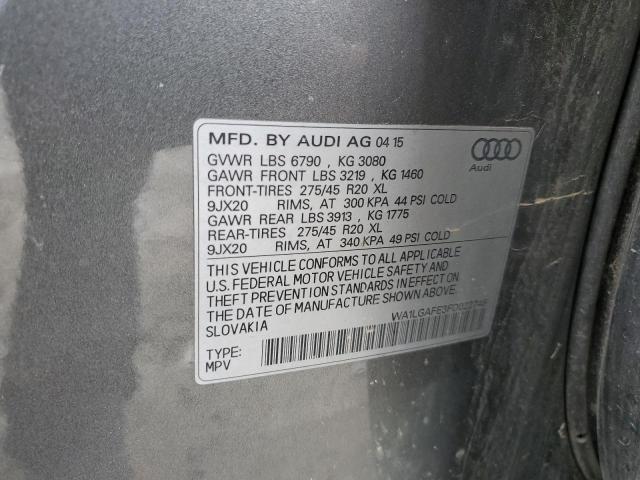 MFD. BY AUDI AG 04 15
Audi
GVWR LBS 6790 , KG 3080
GAWR FRONT LBS 3219 , KG 1460
FRONT-TIRES 275/45 R20 XL
9JX20 RIMS, AT 300 KPA 44 PSI COLD
GAWR REAR LBS 3913 , KG 1775
REAR-TIRES 275/45 R20 XL
9JX20 RIMS, AT 340 KPA 49 PSI COLD
THIS VEHICLE CONFORMS TO ALL APPLICABLE
U.S. FEDERAL MOTOR VEHICLE SAFETY AND
THEFT PREVENTION STANDARDS IN EFFECT ON
THE DATE OF MANUFACTURE SHOWN ABOVE.
SLOVAKIA
TYPE:
MPV